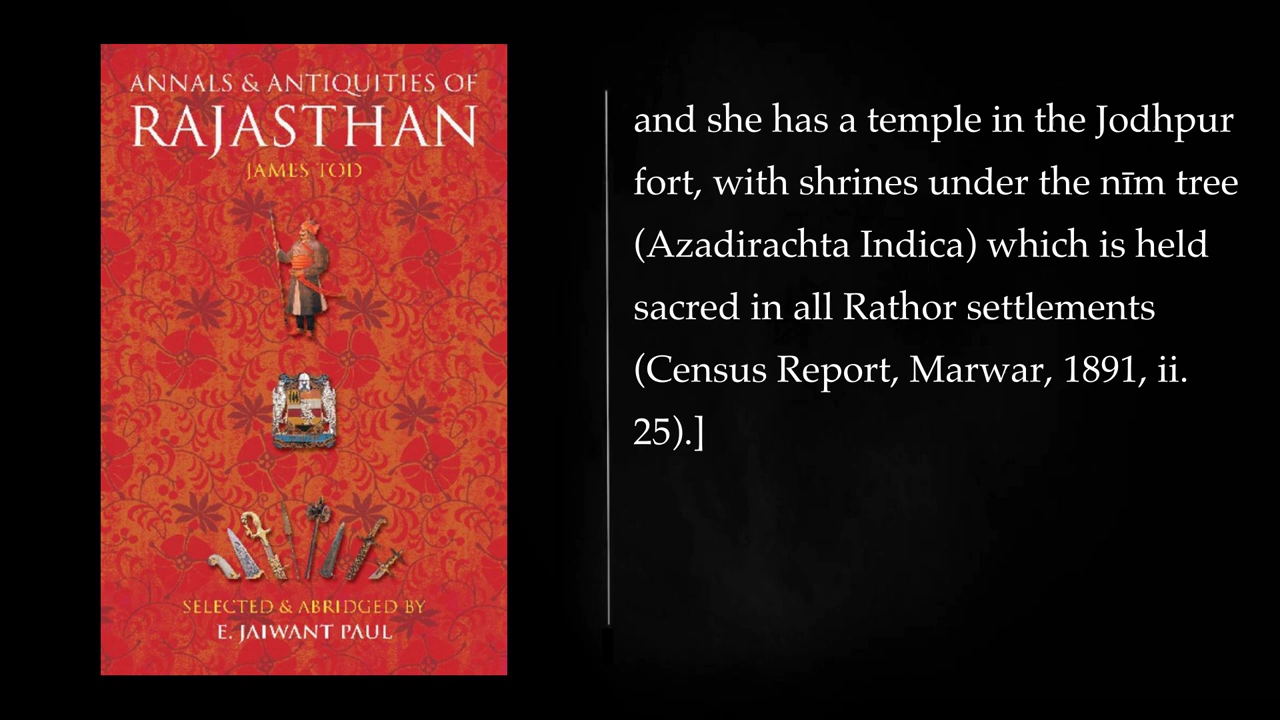 ANNALS & ANTIQUITIES OF
RAJASTHAN
JAMES TOD
SELECTED & ABRIDGED BY
E. JAIWANT PAUL
and she has a temple in the Jodhpur
fort, with shrines under the nīm tree
(Azadirachta Indica) which is held
sacred in all Rathor settlements
(Census Report, Marwar, 1891, ii.
25).]